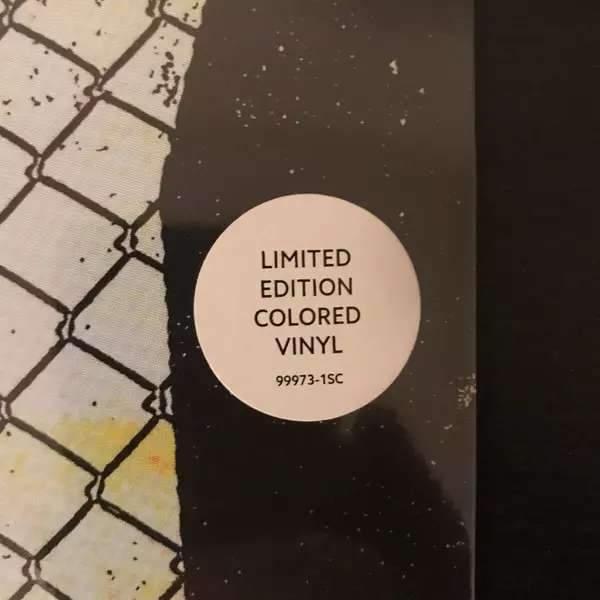 LIMITED
EDITION
COLORED
VINYL
99973-1SC